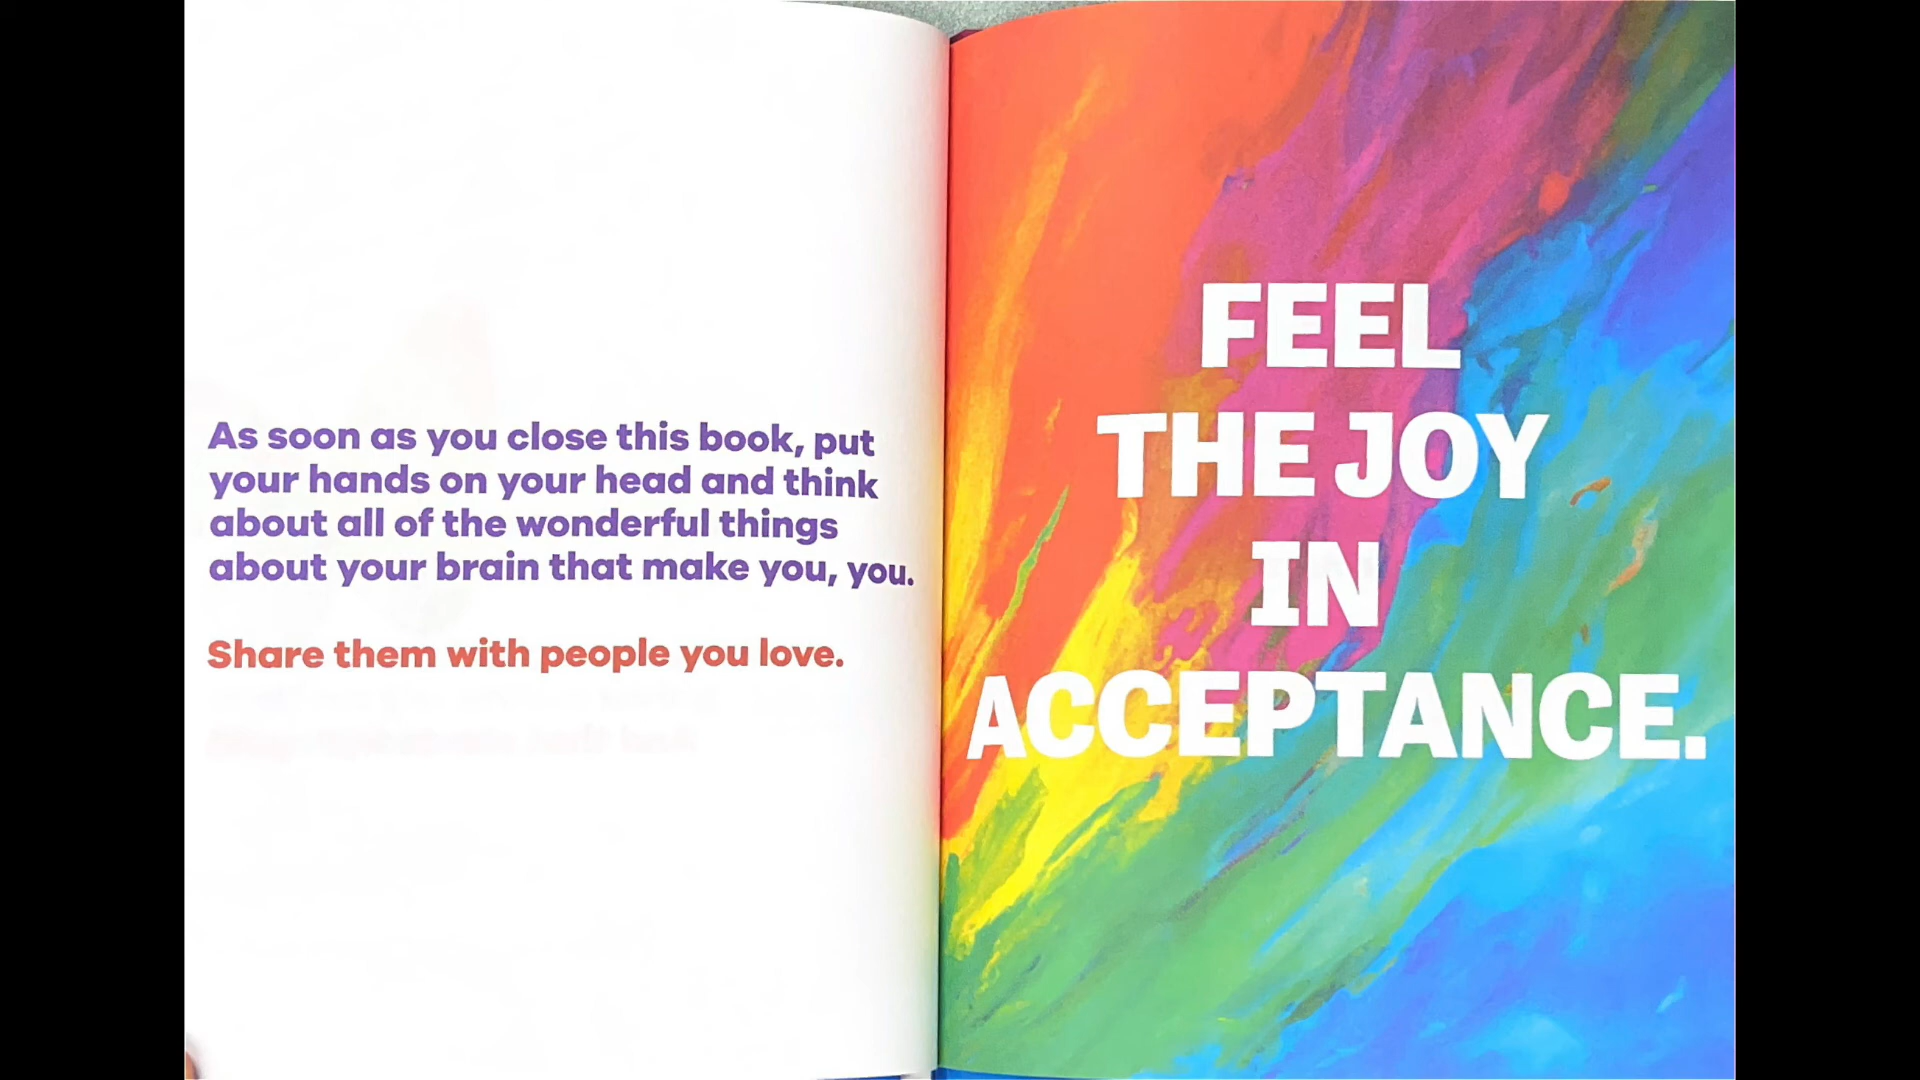 As soon as you close this book, put
your hands on your head and think
about all of the wonderful things
about your brain that make you, you.
Share them with people you love.
FEEL
THE JOY
IN
ACCEPTANCE.